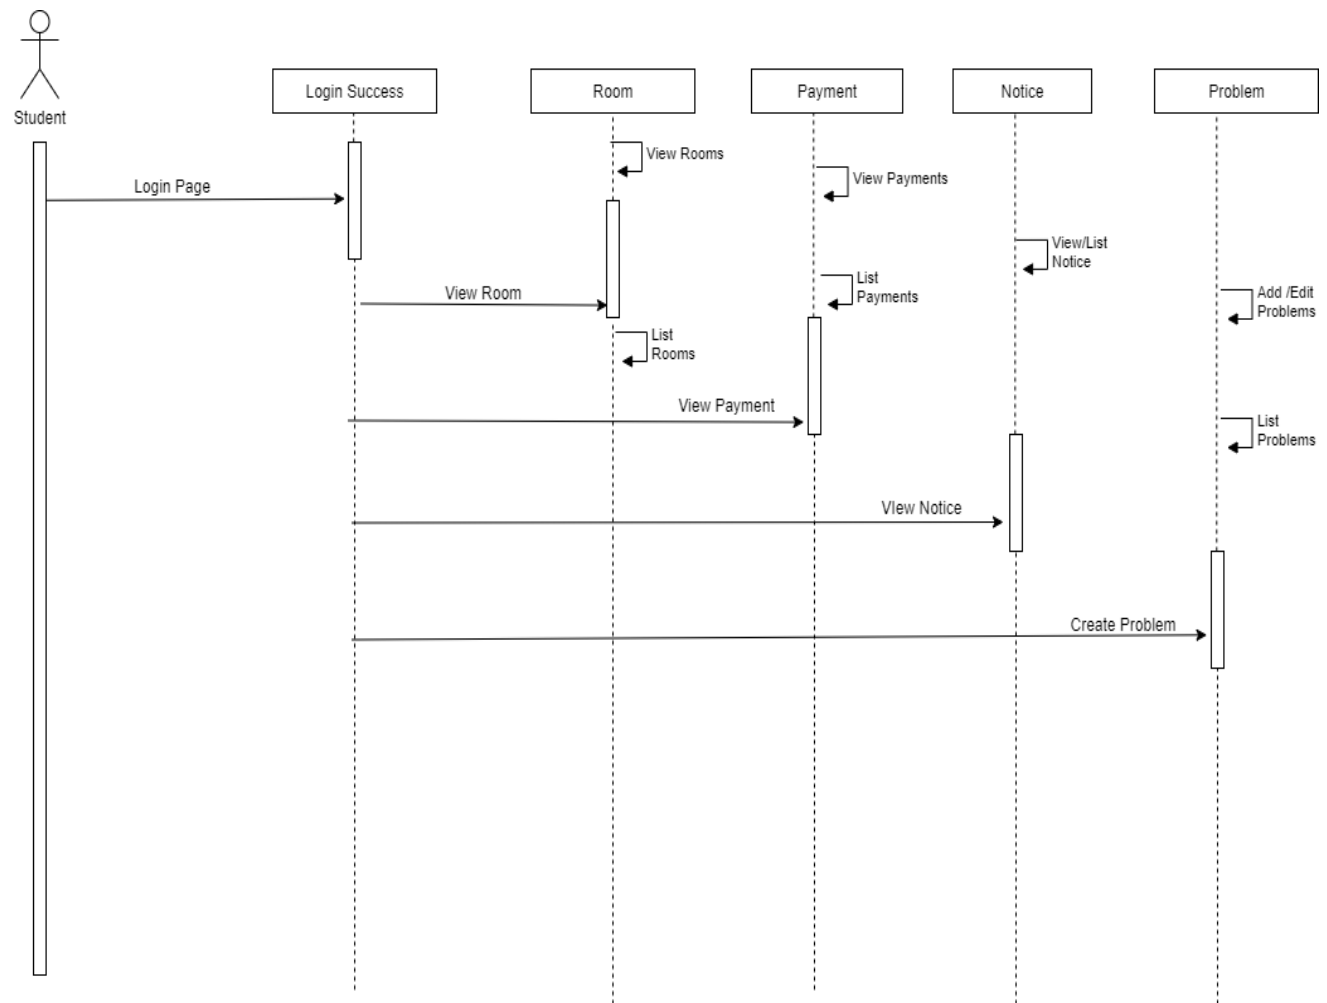 Student
Login Success
Room
Payment
Notice
Problem
View Rooms
View Payments
Login Page
View/List
Notice
List
Payments
View Room
Add /Edit
Problems
List
Rooms
View Payment
List
Problems
VIew Notice
Create Problem